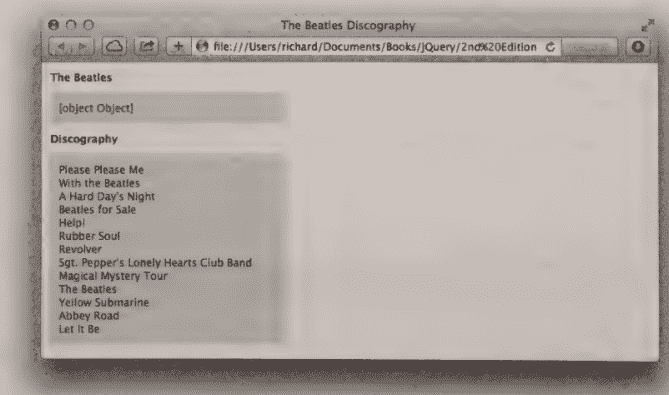 The Beatles Discography
file:///Users/richard/Documents/Books/JQuery/2nd%20Edition
The Beatles
[object Object]
Discography
Please Please Me
With the Beatles
A Hard Day's Night
Beatles for Sale
Help!
Rubber Soul
Revolver
Sgt. Pepper's Lonely Hearts Club Band
Magical Mystery Tour
The Beatles
Yellow Submarine
Abbey Road
Let It Be